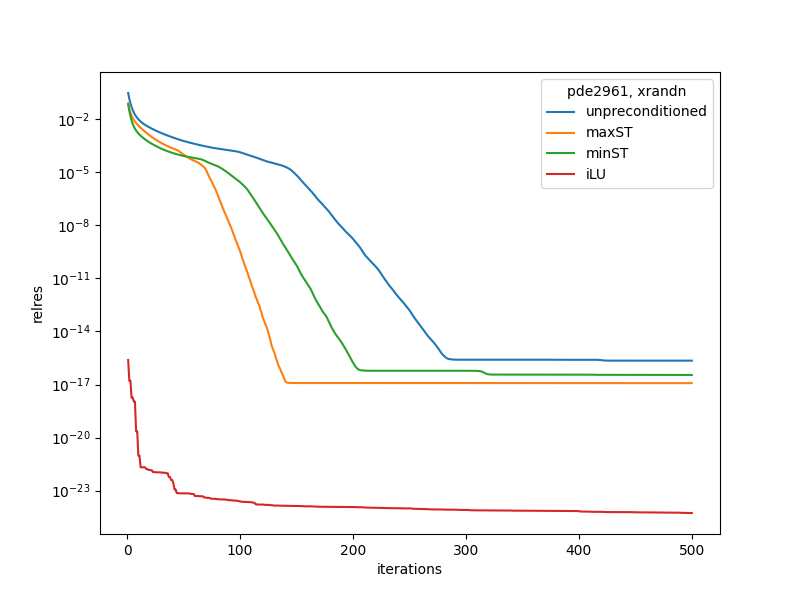 pde2961, xrandn
unpreconditioned
maxST
minST
iLU
relres
10⁻²
10⁻⁵
10⁻⁸
10⁻¹¹
10⁻¹⁴
10⁻¹⁷
10⁻²⁰
10⁻²³
0 100 200 300 400 500
iterations